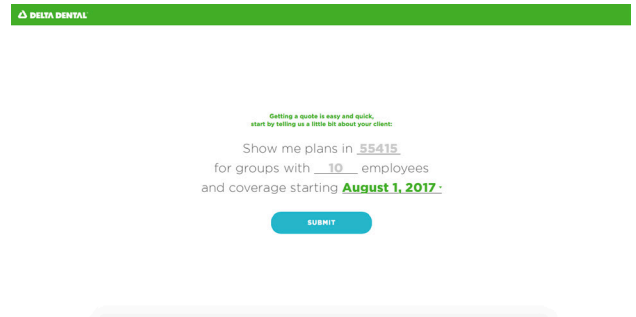 DELTA DENTAL
Getting a quote is easy and quick,
start by telling us a little bit about your client:
Show me plans in 55415
for groups with 10 employees
and coverage starting August 1, 2017
SUBMIT